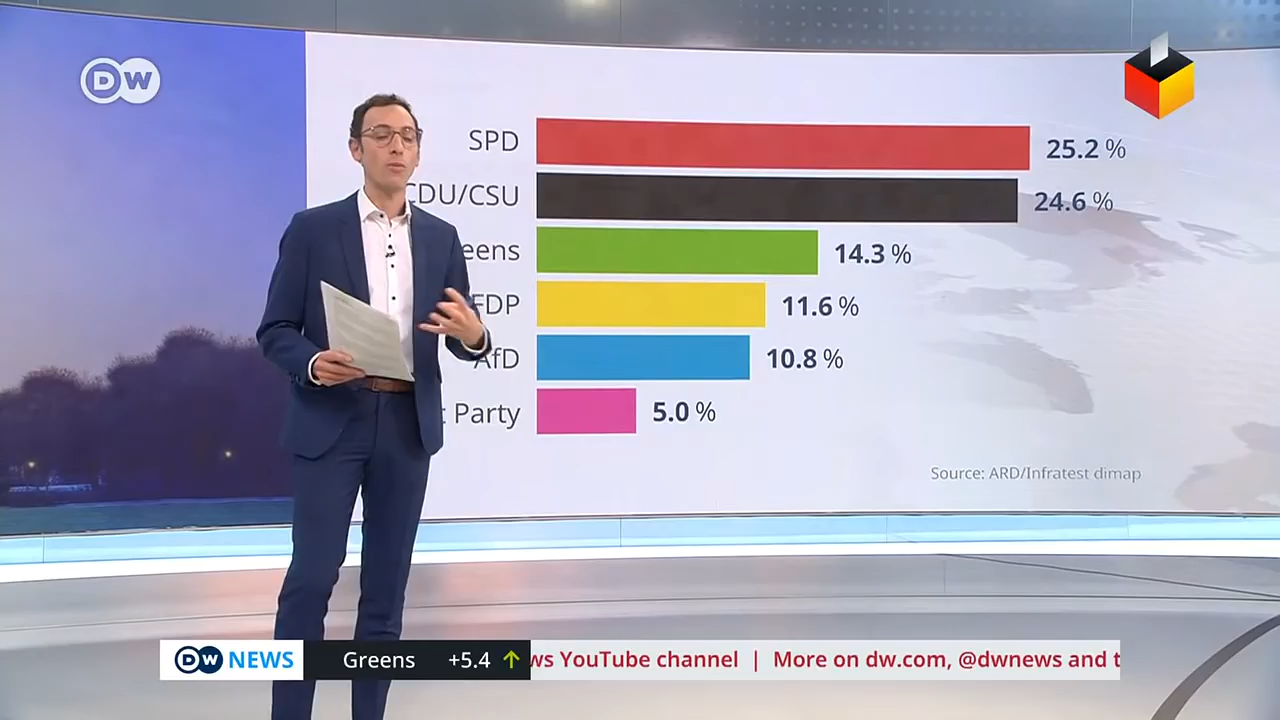 DW
SPD 25.2 %
CDU/CSU 24.6 %
eens 14.3 %
FDP 11.6 %
AfD 10.8 %
t Party 5.0 %
Source: ARD/Infratest dimap
DW NEWS Greens +5.4 ↑ ws YouTube channel | More on dw.com, @dwnews and t